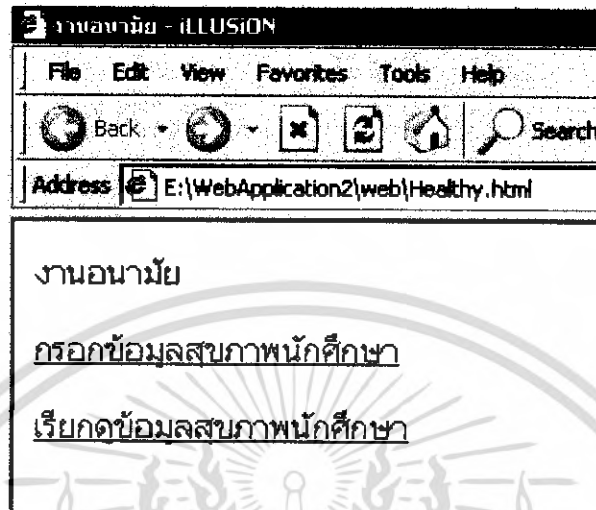 งานอนามัย - iLLUSiON
File Edit View Favorites Tools Help
Back Search
Address E:\WebApplication2\web\Healthy.html
งานอนามัย
กรอกข้อมูลสุขภาพนักศึกษา
เรียกดูข้อมูลสุขภาพนักศึกษา